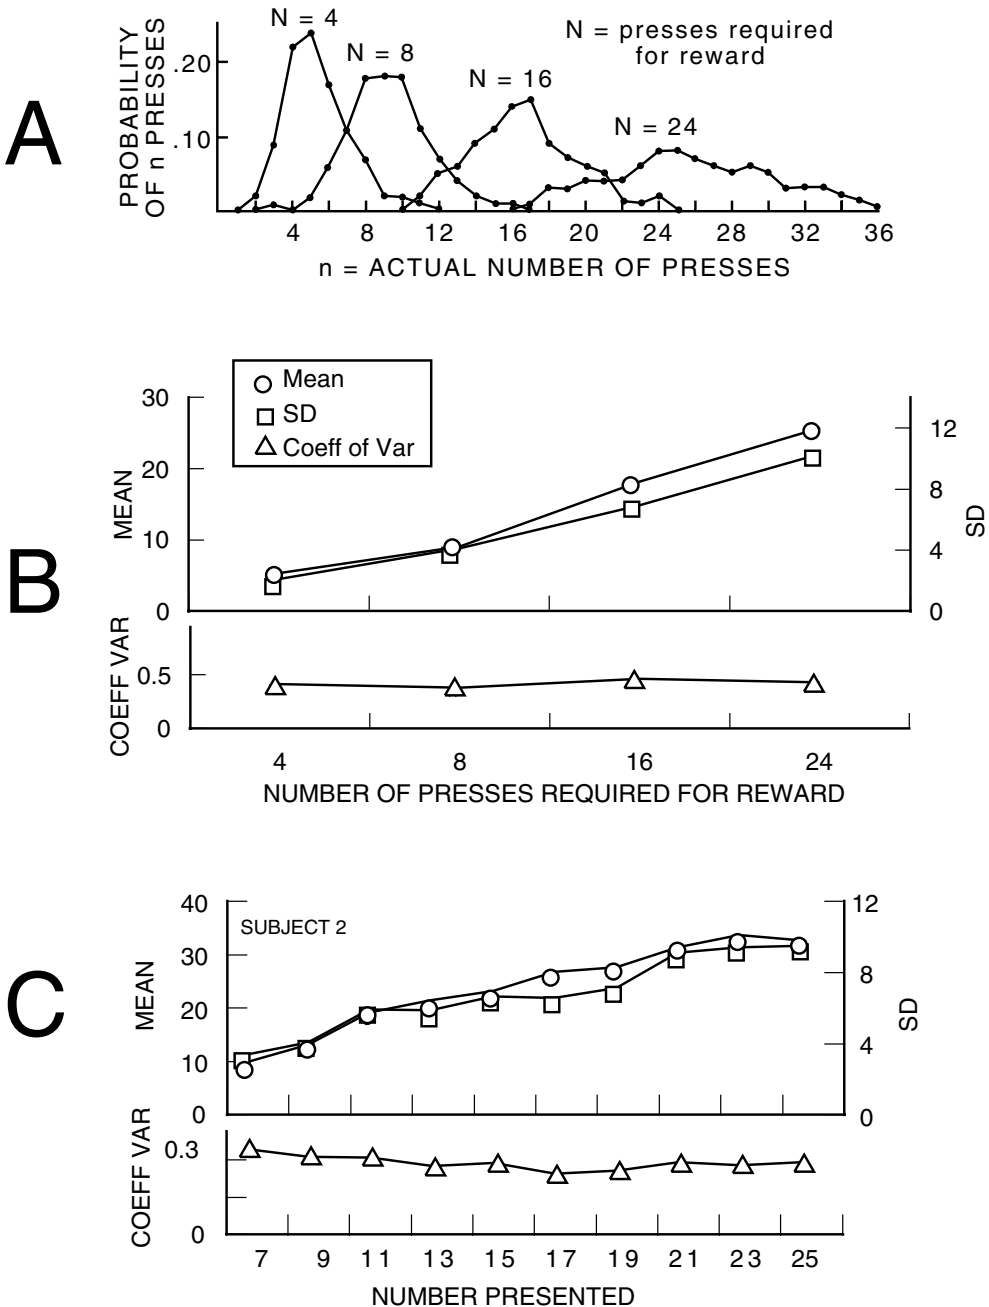 A
PROBABILITY
OF n PRESSES
.20
.10
N = 4
N = 8
N = 16
N = 24
N = presses required
for reward
4 8 12 16 20 24 28 32 36
n = ACTUAL NUMBER OF PRESSES
B
Mean
SD
Coeff of Var
MEAN
30
20
10
0
SD
12
8
4
0
COEFF VAR
0.5
0
4 8 16 24
NUMBER OF PRESSES REQUIRED FOR REWARD
C
SUBJECT 2
MEAN
40
30
20
10
0
SD
12
8
4
0
COEFF VAR
0.3
0
7 9 11 13 15 17 19 21 23 25
NUMBER PRESENTED